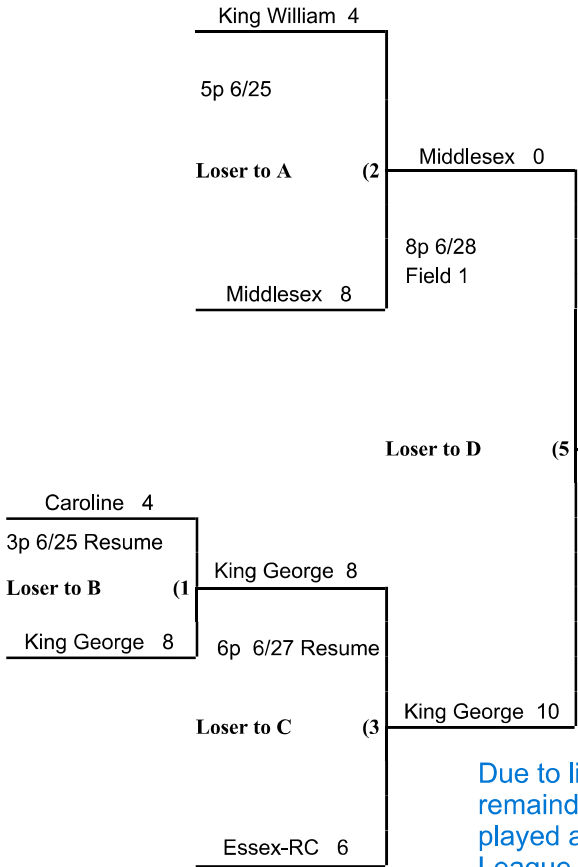 King William 4
5p 6/25
Loser to A (2
Middlesex 0
8p 6/28
Field 1
Middlesex 8
Loser to D (5
Caroline 4
3p 6/25 Resume
Loser to B (1
King George 8
King George 8
6p 6/27 Resume
Loser to C (3
King George 10
Due to
remaind
played a
League
Essex-RC 6